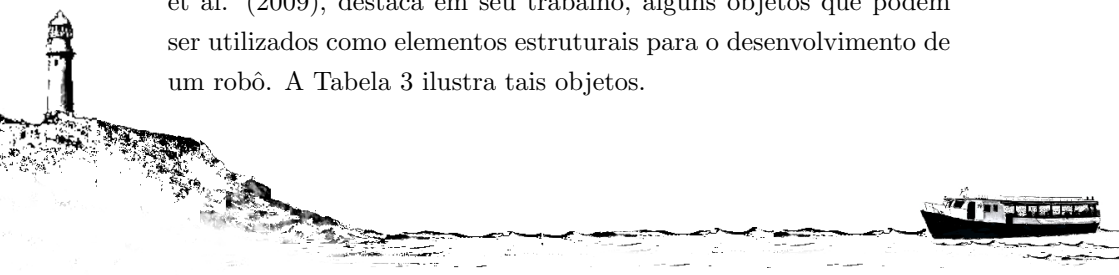 et al. (2009), destaca em seu trabalho, alguns objetos que podem
ser utilizados como elementos estruturais para o desenvolvimento de
um robô. A Tabela 3 ilustra tais objetos.